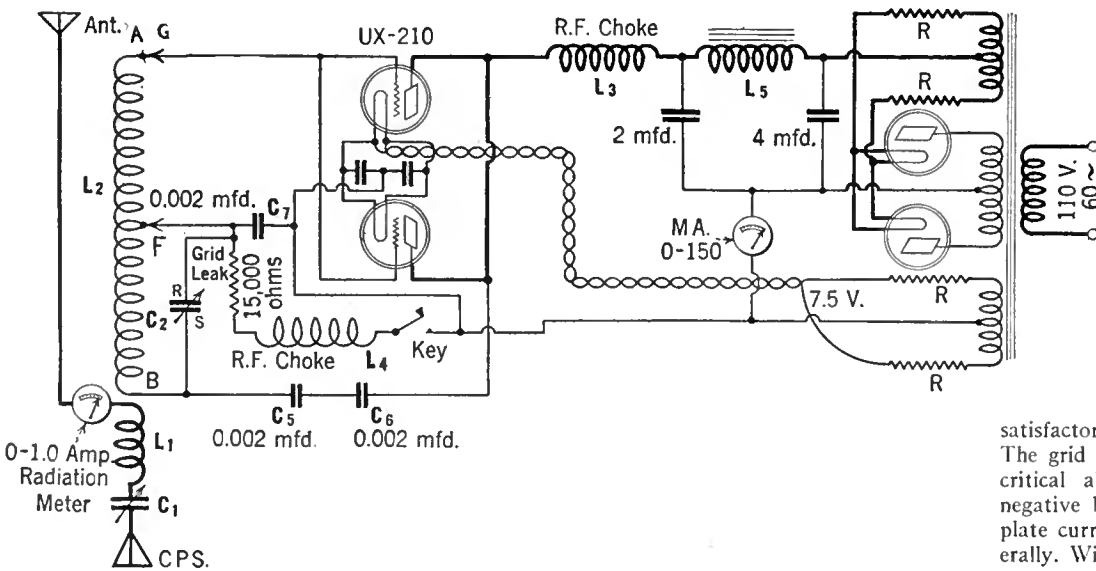 Ant.
A G
UX-210
R.F. Choke
L3
L5
R
R
2 mfd.
4 mfd.
L2
0.002 mfd.
C7
F
Grid
Leak
15,000
ohms
R
C2
S
R.F. Choke
L4
Key
B
C5
0.002 mfd.
C6
0.002 mfd.
M.A.
0-150
7.5 V.
R
R
110 V.
60~
L1
0-1.0 Amp.
Radiation
Meter
C1
CPS.
satisfactor
The grid
critical a
negative
plate curr
erally. Wi